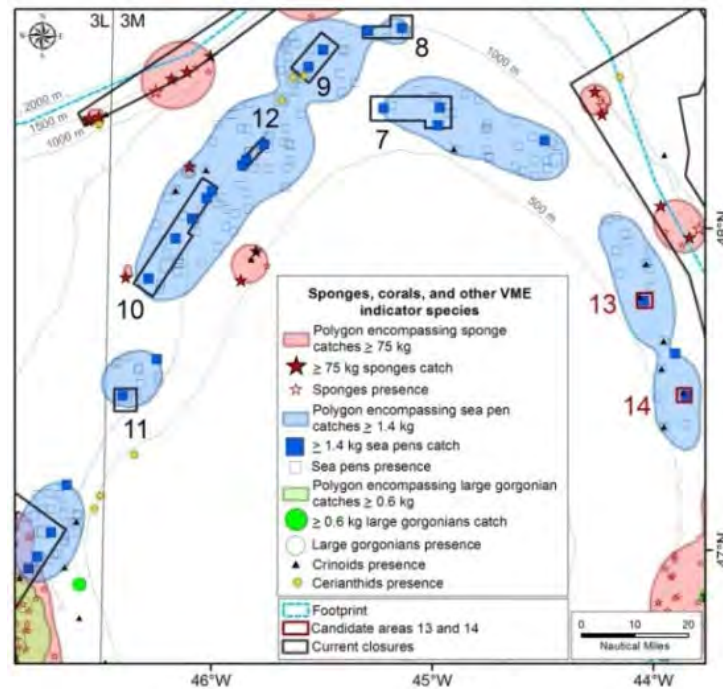 3L 3M
2000 m
1500 m
1000 m
1000 m
500 m
8
9
12
7
10
11
13
14
48°N
47°N
46°W
45°W
44°W
Sponges, corals, and other VME
indicator species
Polygon encompassing sponge
catches ≥ 75 kg
≥ 75 kg sponges catch
Sponges presence
Polygon encompassing sea pen
catches ≥ 1.4 kg
≥ 1.4 kg sea pens catch
Sea pens presence
Polygon encompassing large gorgonian
catches ≥ 0.6 kg
≥ 0.6 kg large gorgonians catch
Large gorgonians presence
Crinoids presence
Cerianthids presence
Footprint
Candidate areas 13 and 14
Current closures
0 10 20
Nautical Miles